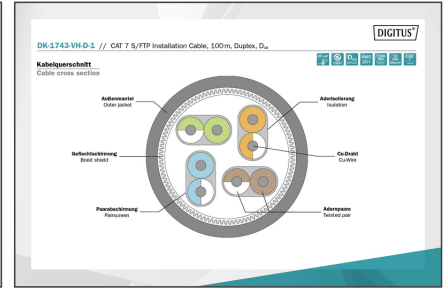 DIGITUS®
DK-1743-VH-D-1 // CAT 7 S/FTP Installation Cable, 100 m, Duplex, Dca
Kabelquerschnitt
Cable cross section
Außenmantel
Outer jacket
Aderisolierung
Insulation
Geflechtschirmung
Braid shield
Cu-Draht
Cu-Wire
Paarabschirmung
Pairscreen
Aderpaare
Twisted pair